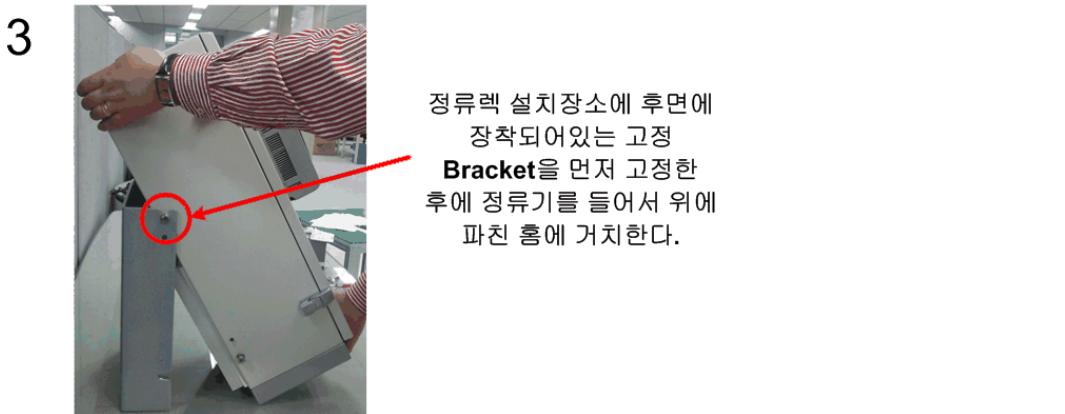 3
정류렉 설치장소에 후면에
장착되어있는 고정
Bracket을 먼저 고정한
후에 정류기를 들어서 위에
파친 홈에 거치한다.